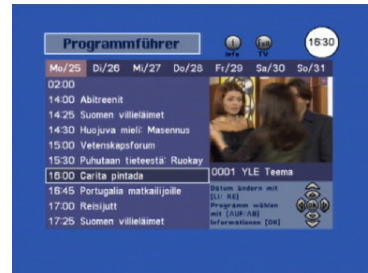 Programmführer
i
Exit
16:30
Info
TV
Mo/25 Di/26 Mi/27 Do/28 Fr/29 Sa/30 So/31
02:00
14:00 Abitreenit
14:25 Suomen villieläimet
14:30 Huojuva mieli: Masennus
15:00 Vetenskapsforum
15:30 Puhutaan tieteestä: Ruokay
16:00 Carita pintada
16:45 Portugalia matkailijoille
17:00 Reisijutt
17:25 Suomen villieläimet
0001 YLE Teema
Datum ändern mit
[LI/ RE]
Programm wählen
mit [AUF/AB]
Informationen [OK]
OK